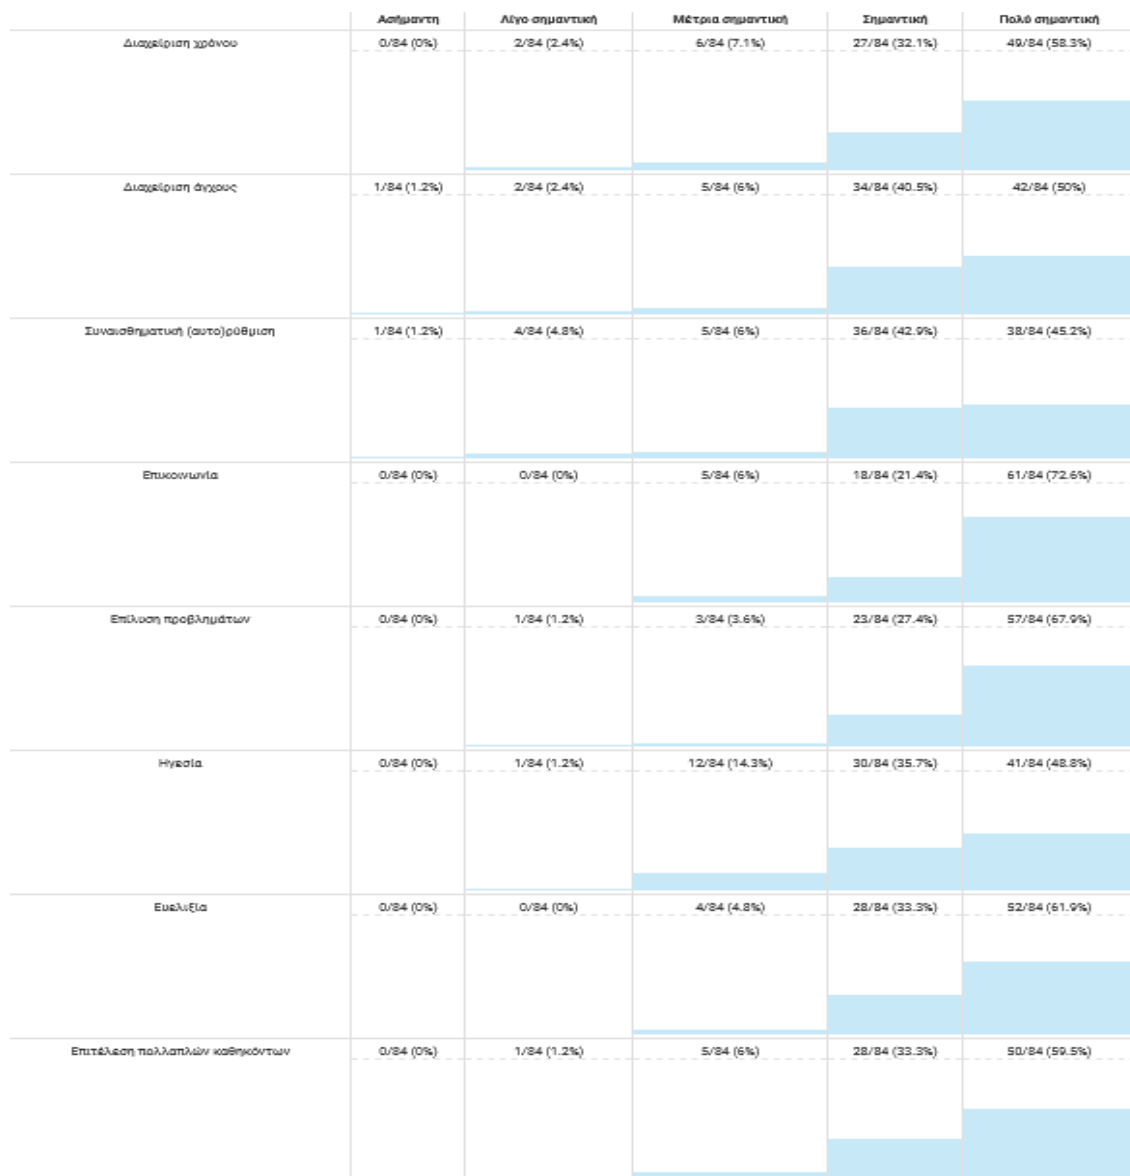 Ασήμαντη Λίγο σημαντική Μέτρια σημαντική Σημαντική Πολύ σημαντική
Διαχείριση χρόνου 0/84 (0%) 2/84 (2.4%) 6/84 (7.1%) 27/84 (32.1%) 49/84 (58.3%)
Διαχείριση άγχους 1/84 (1.2%) 2/84 (2.4%) 5/84 (6%) 34/84 (40.5%) 42/84 (50%)
Συναισθηματική (αυτο)ρύθμιση 1/84 (1.2%) 4/84 (4.8%) 5/84 (6%) 36/84 (42.9%) 38/84 (45.2%)
Επικοινωνία 0/84 (0%) 0/84 (0%) 5/84 (6%) 18/84 (21.4%) 61/84 (72.6%)
Επίλυση προβλημάτων 0/84 (0%) 1/84 (1.2%) 3/84 (3.6%) 23/84 (27.4%) 57/84 (67.9%)
Ηγεσία 0/84 (0%) 1/84 (1.2%) 12/84 (14.3%) 30/84 (35.7%) 41/84 (48.8%)
Ευελιξία 0/84 (0%) 0/84 (0%) 4/84 (4.8%) 28/84 (33.3%) 52/84 (61.9%)
Επιτέλεση πολλαπλών καθηκόντων 0/84 (0%) 1/84 (1.2%) 5/84 (6%) 28/84 (33.3%) 50/84 (59.5%)